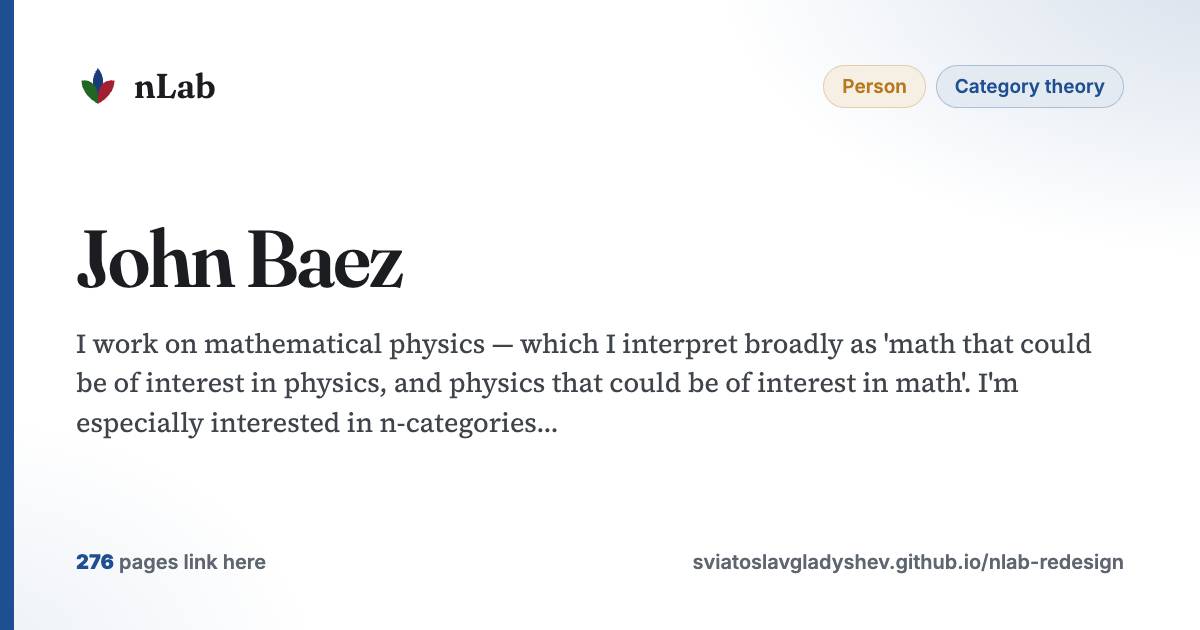 nLab
Person
Category theory
John Baez
I work on mathematical physics — which I interpret broadly as 'math that could
be of interest in physics, and physics that could be of interest in math'. I'm
especially interested in n-categories...
276 pages link here
sviatoslavgladyshev.github.io/nlab-redesign